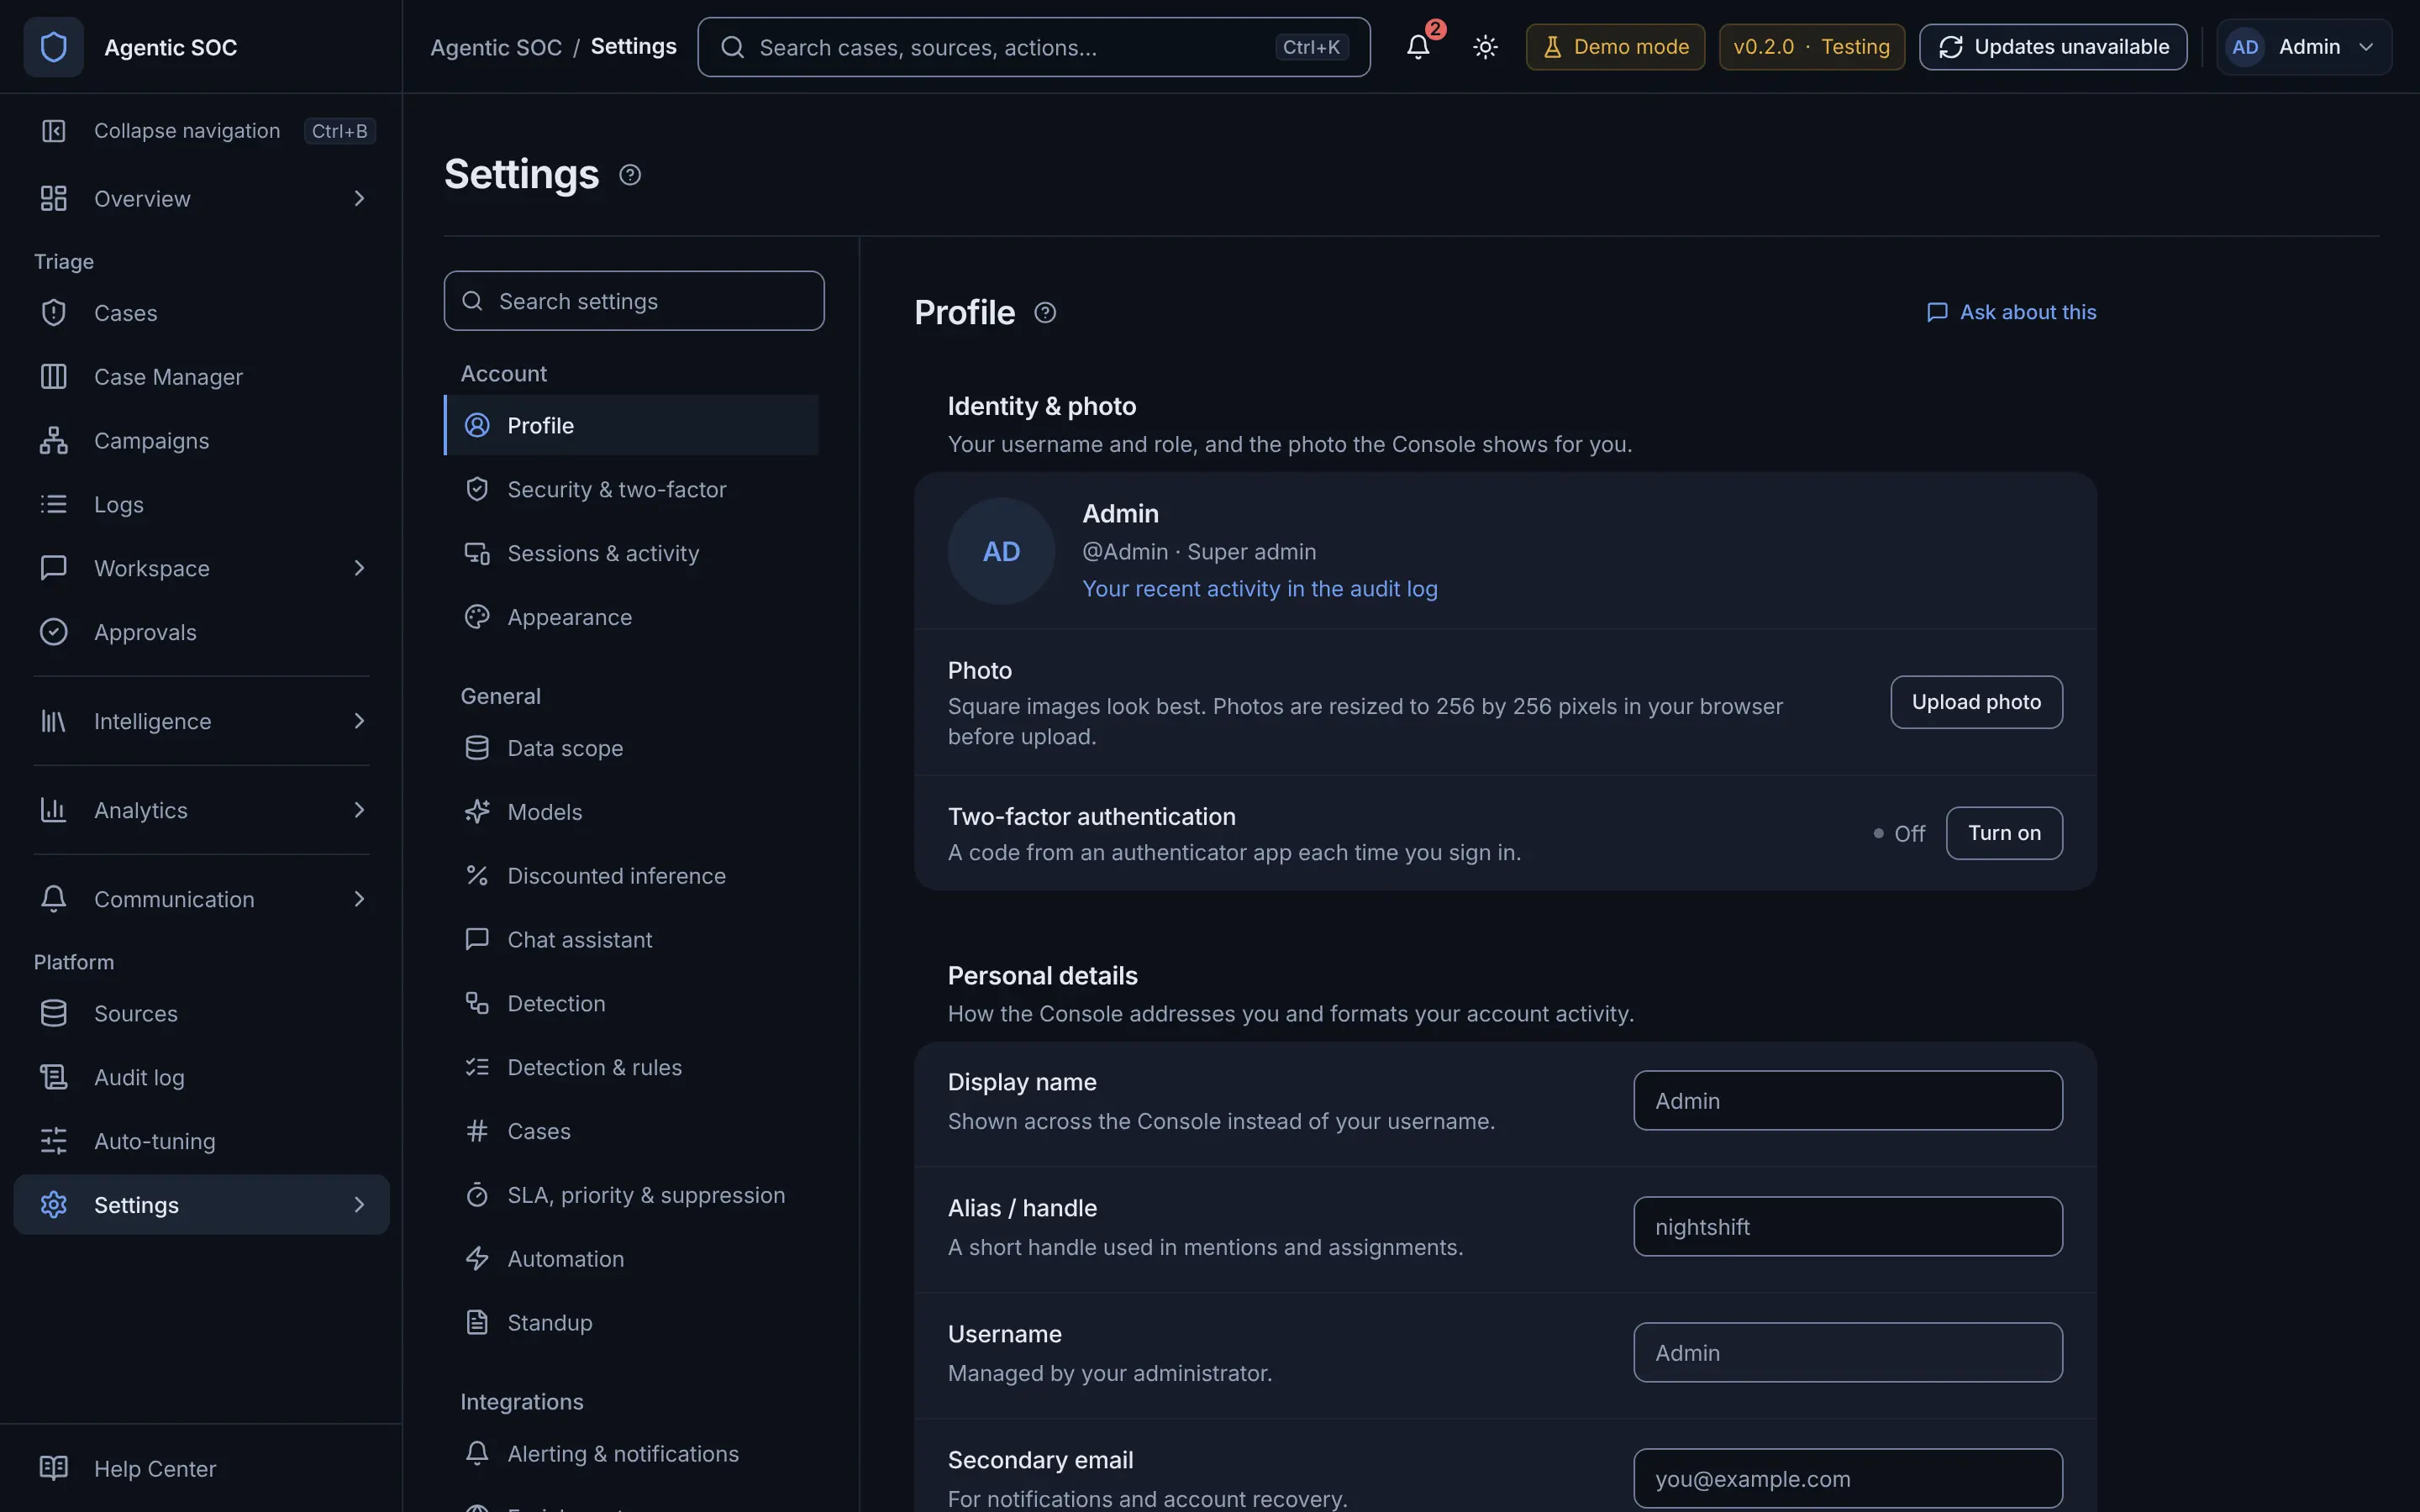 Agentic SOC
Agentic SOC / Settings
Search cases, sources, actions...
Ctrl+K
2
Demo mode
v0.2.0 · Testing
Updates unavailable
AD
Admin
Collapse navigation
Ctrl+B
Overview
Triage
Cases
Case Manager
Campaigns
Logs
Workspace
Approvals
Intelligence
Analytics
Communication
Platform
Sources
Audit log
Auto-tuning
Settings
Help Center
Settings
Search settings
Account
Profile
Security & two-factor
Sessions & activity
Appearance
General
Data scope
Models
Discounted inference
Chat assistant
Detection
Detection & rules
Cases
SLA, priority & suppression
Automation
Standup
Integrations
Alerting & notifications
Profile
Ask about this
Identity & photo
Your username and role, and the photo the Console shows for you.
AD
Admin
@Admin · Super admin
Your recent activity in the audit log
Photo
Square images look best. Photos are resized to 256 by 256 pixels in your browser
before upload.
Upload photo
Two-factor authentication
A code from an authenticator app each time you sign in.
Off
Turn on
Personal details
How the Console addresses you and formats your account activity.
Display name
Shown across the Console instead of your username.
Admin
Alias / handle
A short handle used in mentions and assignments.
nightshift
Username
Managed by your administrator.
Admin
Secondary email
For notifications and account recovery.
you@example.com